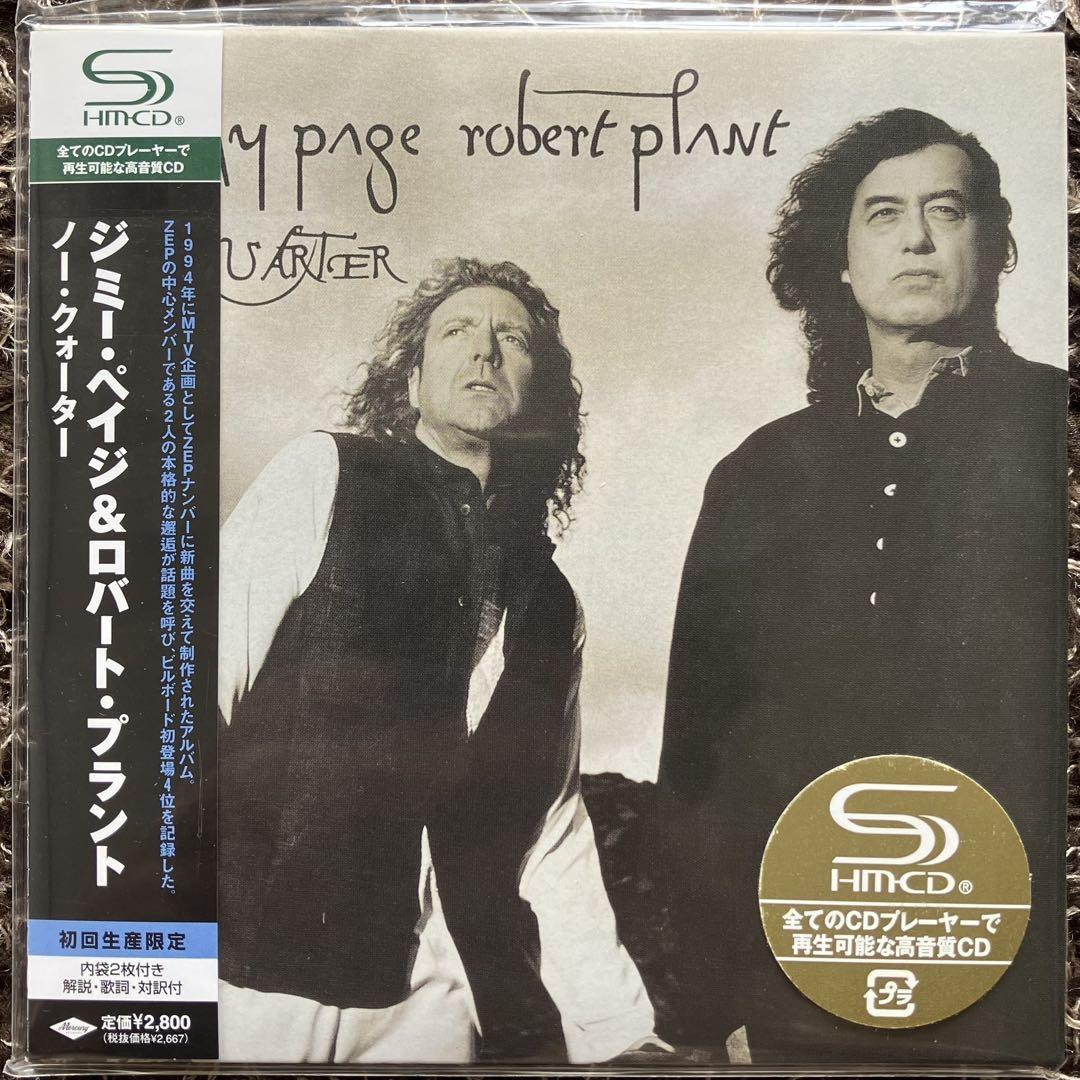 SHM-CD®
全てのCDプレーヤーで
再生可能な高音質CD
ジミー・ペイジ&ロバート・プラント
ノー・クォーター
1994年にMTV企画としてZEPナンバーに新曲を交えて制作されたアルバム。
ZEPの中心メンバーである2人の本格的な邂逅が話題を呼び、ビルボード初登場4位を記録した。
初回生産限定
内袋2枚付き
解説・歌詞・対訳付
Mercury
定価¥2,800
(税抜価格¥2,667)
my page robert plant
uarter
SHM-CD®
全てのCDプレーヤーで
再生可能な高音質CD
プラ